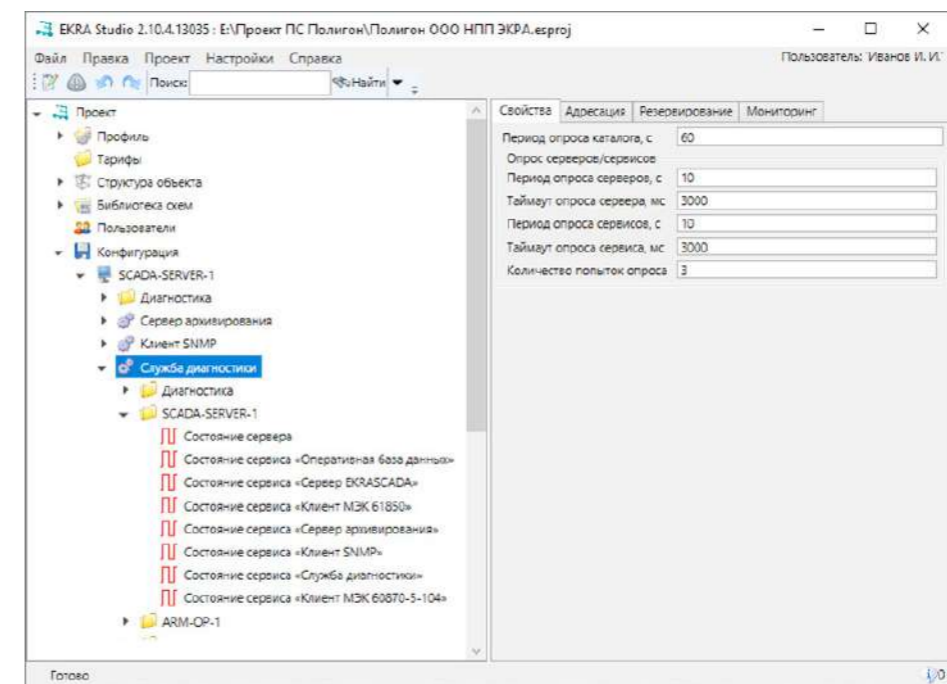 EKRA Studio 2.10.4.13035 : E:\Проект ПС Полигон\Полигон ООО НПП ЭКРА.esproj
Файл Правка Проект Настройки Справка
Пользователь: Иванов И. И.
Поиск: Найти
Проект
Профиль
Тарифы
Структура объекта
Библиотека схем
Пользователи
Конфигурация
SCADA-SERVER-1
Диагностика
Сервер архивирования
Клиент SNMP
Служба диагностики
Диагностика
SCADA-SERVER-1
Состояние сервера
Состояние сервиса «Оперативная база данных»
Состояние сервиса «Сервер EKRASCADA»
Состояние сервиса «Клиент МЭК 61850»
Состояние сервиса «Сервер архивирования»
Состояние сервиса «Клиент SNMP»
Состояние сервиса «Служба диагностики»
Состояние сервиса «Клиент МЭК 60870-5-104»
ARM-OP-1
Свойства Адресация Резервирование Мониторинг
Период опроса каталога, с 60
Опрос серверов/сервисов
Период опроса серверов, с 10
Таймаут опроса сервера, мс 3000
Период опроса сервисов, с 10
Таймаут опроса сервиса, мс 3000
Количество попыток опроса 3
Готово
0